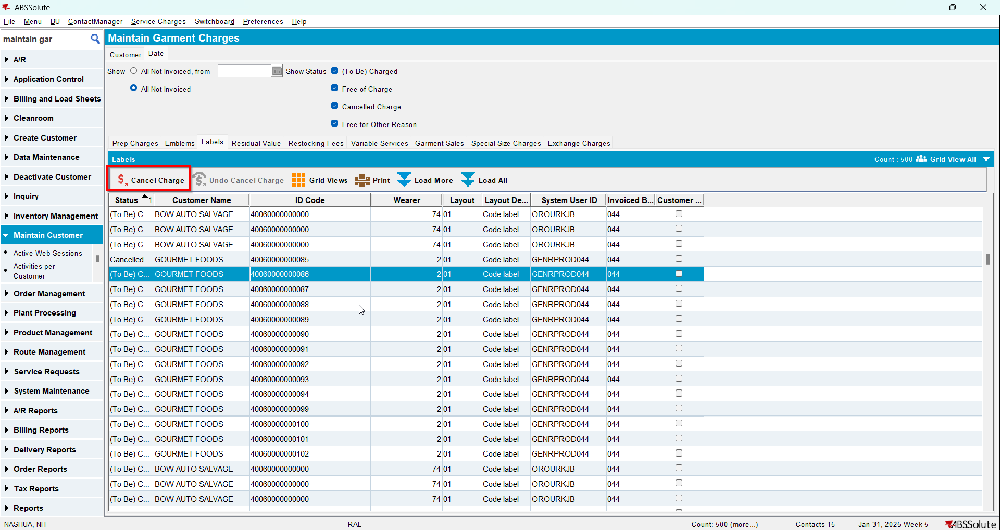 ABSSolute
File Menu BU ContactManager Service Charges Switchboard Preferences Help
maintain gar
Maintain Garment Charges
Customer Date
Show All Not Invoiced, from 15 Show Status (To Be) Charged
All Not Invoiced Free of Charge
Cancelled Charge
Free for Other Reason
Prep Charges Emblems Labels Residual Value Restocking Fees Variable Services Garment Sales Special Size Charges Exchange Charges
Labels Count : 500 Grid View All
Cancel Charge Undo Cancel Charge Grid Views Print Load More Load All
Status 1 Customer Name ID Code Wearer Layout Layout De... System User ID Invoiced B... Customer ...
(To Be) C... BOW AUTO SALVAGE 40060000000000 74 01 Code label OROURKJB 044
(To Be) C... BOW AUTO SALVAGE 40060000000000 74 01 Code label OROURKJB 044
(To Be) C... BOW AUTO SALVAGE 40060000000000 74 01 Code label OROURKJB 044
Cancelled... GOURMET FOODS 40060000000085 2 01 Code label GENRPROD044 044
(To Be) C... GOURMET FOODS 40060000000086 2 01 Code label GENRPROD044 044
(To Be) C... GOURMET FOODS 40060000000087 2 01 Code label GENRPROD044 044
(To Be) C... GOURMET FOODS 40060000000088 2 01 Code label GENRPROD044 044
(To Be) C... GOURMET FOODS 40060000000089 2 01 Code label GENRPROD044 044
(To Be) C... GOURMET FOODS 40060000000090 2 01 Code label GENRPROD044 044
(To Be) C... GOURMET FOODS 40060000000091 2 01 Code label GENRPROD044 044
(To Be) C... GOURMET FOODS 40060000000092 2 01 Code label GENRPROD044 044
(To Be) C... GOURMET FOODS 40060000000093 2 01 Code label GENRPROD044 044
(To Be) C... GOURMET FOODS 40060000000094 2 01 Code label GENRPROD044 044
(To Be) C... GOURMET FOODS 40060000000099 2 01 Code label GENRPROD044 044
(To Be) C... GOURMET FOODS 40060000000100 2 01 Code label GENRPROD044 044
(To Be) C... GOURMET FOODS 40060000000101 2 01 Code label GENRPROD044 044
(To Be) C... GOURMET FOODS 40060000000102 2 01 Code label GENRPROD044 044
(To Be) C... BOW AUTO SALVAGE 40060000000000 74 01 Code label OROURKJB 044
(To Be) C... BOW AUTO SALVAGE 40060000000000 74 01 Code label OROURKJB 044
(To Be) C... BOW AUTO SALVAGE 40060000000000 74 01 Code label OROURKJB 044
A/R
Application Control
Billing and Load Sheets
Cleanroom
Create Customer
Data Maintenance
Deactivate Customer
Inquiry
Inventory Management
Maintain Customer
Active Web Sessions
Activities per
Customer
Order Management
Plant Processing
Product Management
Route Management
Service Requests
System Maintenance
A/R Reports
Billing Reports
Delivery Reports
Order Reports
Tax Reports
Reports
NASHUA, NH - - RAL Count: 500 (more...) Contacts 15 Jan 31, 2025 Week 5 ABSSolute